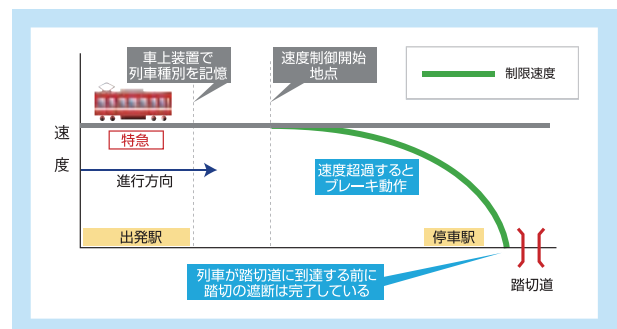 車上装置で
列車種別を記憶
速度制御開始
地点
制限速度
速
度
特急
進行方向
速度超過すると
ブレーキ動作
出発駅
停車駅
列車が踏切道に到達する前に
踏切の遮断は完了している
踏切道